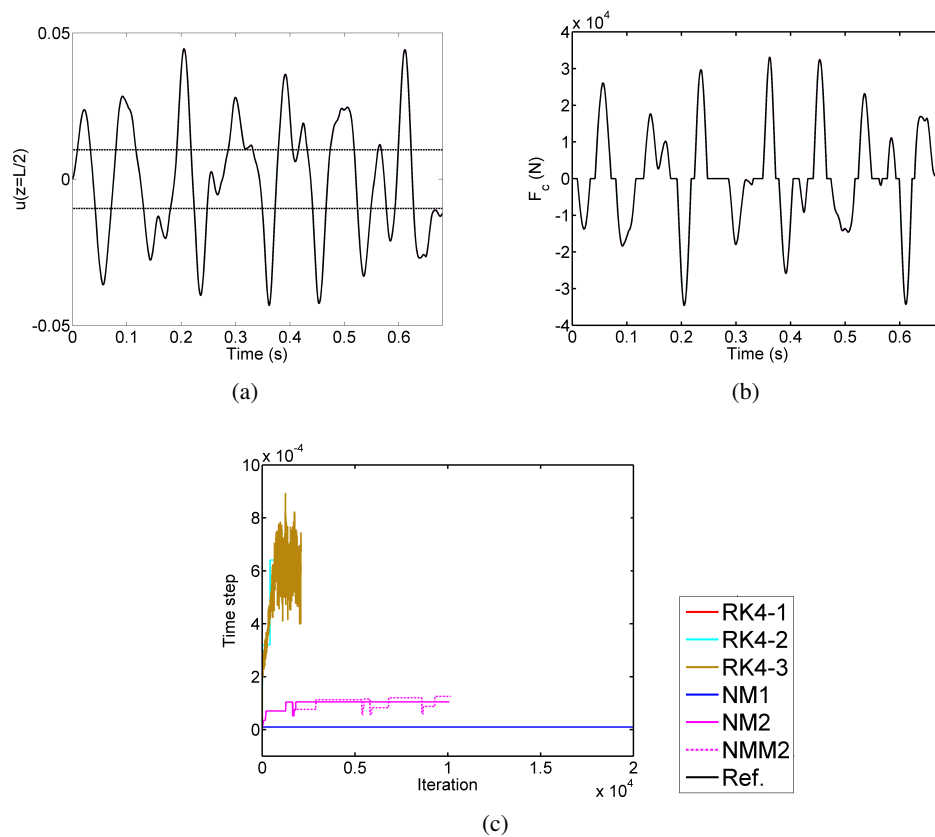 0.05
0
-0.05
u(z=L/2)
0 0.1 0.2 0.3 0.4 0.5 0.6
Time (s)
(a)
4 x 10^4
3
2
1
0
-1
-2
-3
-4
F_c (N)
0 0.1 0.2 0.3 0.4 0.5 0.6
Time (s)
(b)
10 x 10^-4
8
6
4
2
0
Time step
0 0.5 1 1.5 2
Iteration
x 10^4
(c)
RK4-1
RK4-2
RK4-3
NM1
NM2
NMM2
Ref.